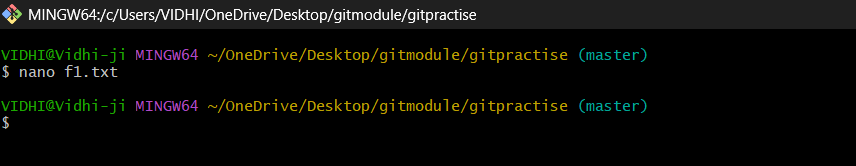 MINGW64:/c/Users/VIDHI/OneDrive/Desktop/gitmodule/gitpractise
VIDHI@Vidhi-ji MINGW64 ~/OneDrive/Desktop/gitmodule/gitpractise (master)
$ nano f1.txt
VIDHI@Vidhi-ji MINGW64 ~/OneDrive/Desktop/gitmodule/gitpractise (master)
$